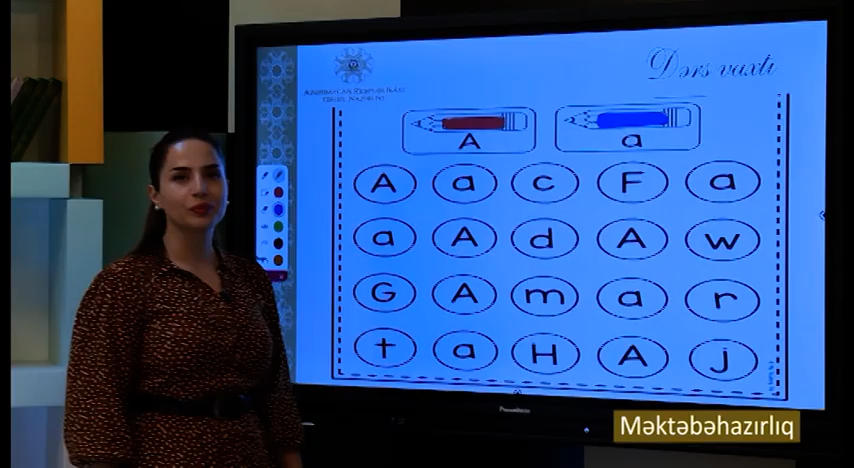 Dərs vaxtı
A a
A a c F a
a A d A w
G A m a r
t a H A j
Məktəbəhazırlıq